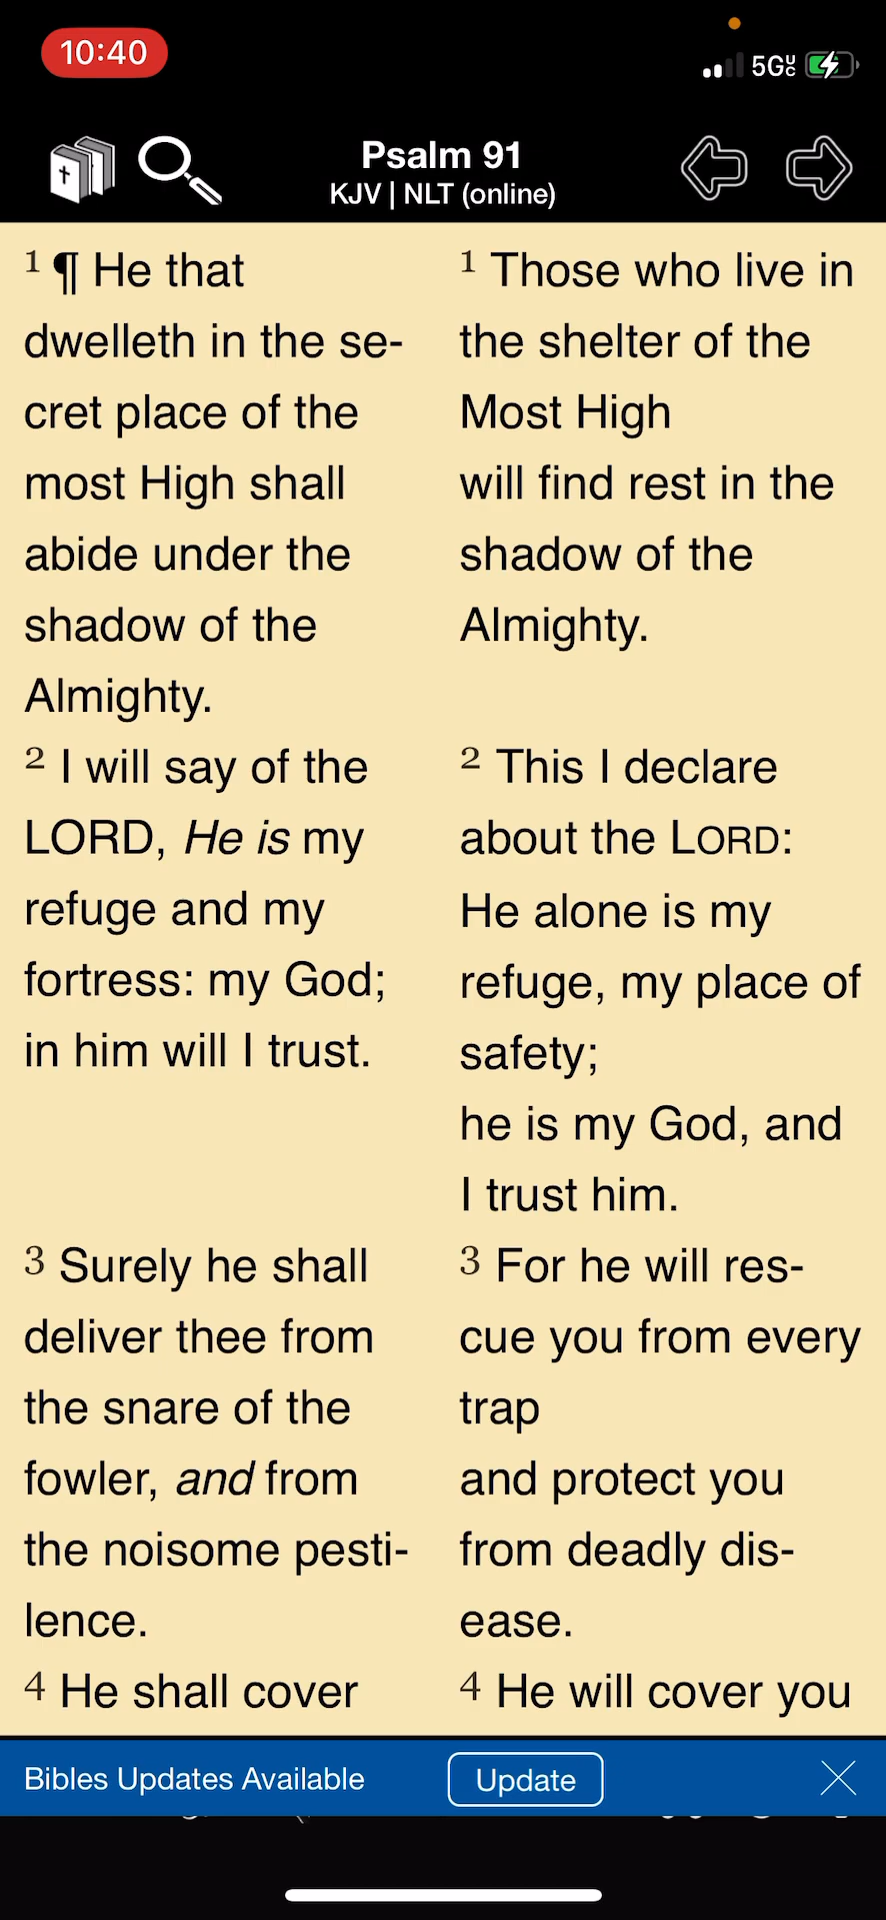 10:40
5GUC
Psalm 91
KJV | NLT (online)
1 ¶ He that
dwelleth in the se-
cret place of the
most High shall
abide under the
shadow of the
Almighty.
2 I will say of the
LORD, He is my
refuge and my
fortress: my God;
in him will I trust.
3 Surely he shall
deliver thee from
the snare of the
fowler, and from
the noisome pesti-
lence.
4 He shall cover
1 Those who live in
the shelter of the
Most High
will find rest in the
shadow of the
Almighty.
2 This I declare
about the LORD:
He alone is my
refuge, my place of
safety;
he is my God, and
I trust him.
3 For he will res-
cue you from every
trap
and protect you
from deadly dis-
ease.
4 He will cover you
Bibles Updates Available
Update